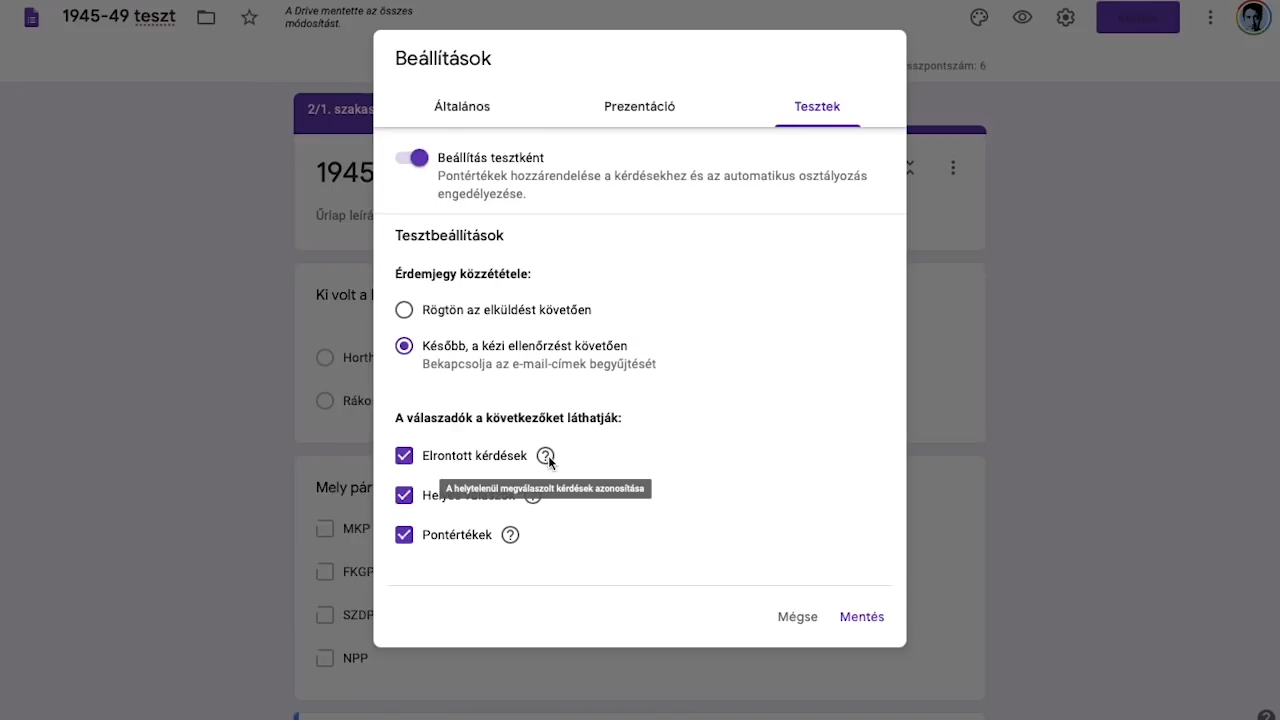 1945-49 teszt
A Drive mentette az összes
módosítást.
sszpontszám: 6
2/1. szakas
1945
Űrlap leírá
Ki volt a
Horth
Ráko
Mely pár
MKP
FKGP
SZDP
NPP
Beállítások
Általános
Prezentáció
Tesztek
Beállítás tesztként
Pontértékek hozzárendelése a kérdésekhez és az automatikus osztályozás
engedélyezése.
Tesztbeállítások
Érdemjegy közzététele:
Rögtön az elküldést követően
Később, a kézi ellenőrzést követően
Bekapcsolja az e-mail-címek begyűjtését
A válaszadók a következőket láthatják:
Elrontott kérdések
A helytelenül megválaszolt kérdések azonosítása
Pontértékek
Mégse
Mentés